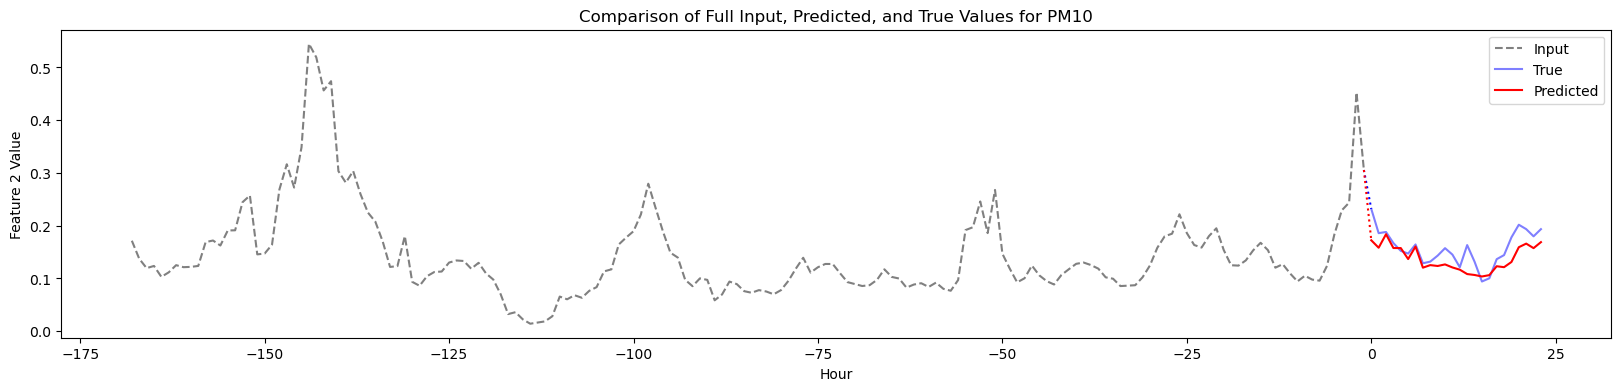 Comparison of Full Input, Predicted, and True Values for PM10
Input
True
Predicted
Feature 2 Value
0.5
0.4
0.3
0.2
0.1
0.0
−175
−150
−125
−100
−75
−50
−25
0
25
Hour